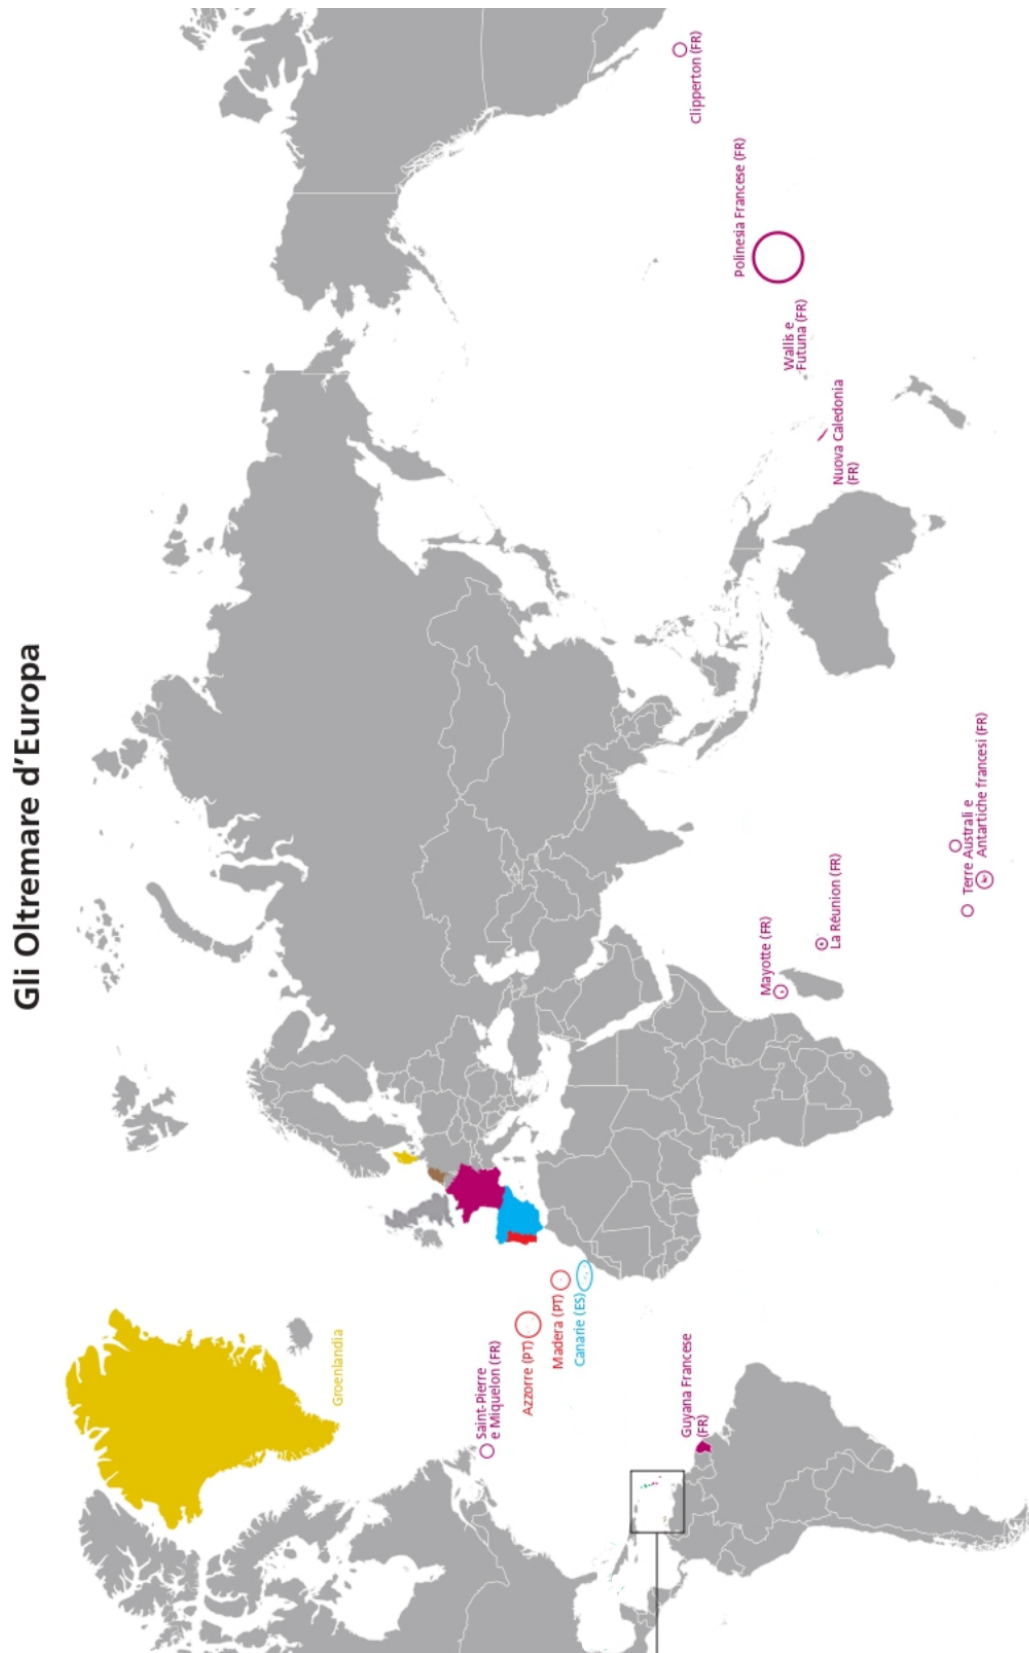 Gli Oltremare d'Europa
Groenlandia
Saint-Pierre
e Miquelon (FR)
Azzorre (PT)
Madera (PT)
Canarie (ES)
Guyana Francese
(FR)
Mayotte (FR)
La Réunion (FR)
Terre Australi e
Antartiche francesi (FR)
Nuova Caledonia
(FR)
Wallis e
Futuna (FR)
Polinesia Francese (FR)
Clipperton (FR)